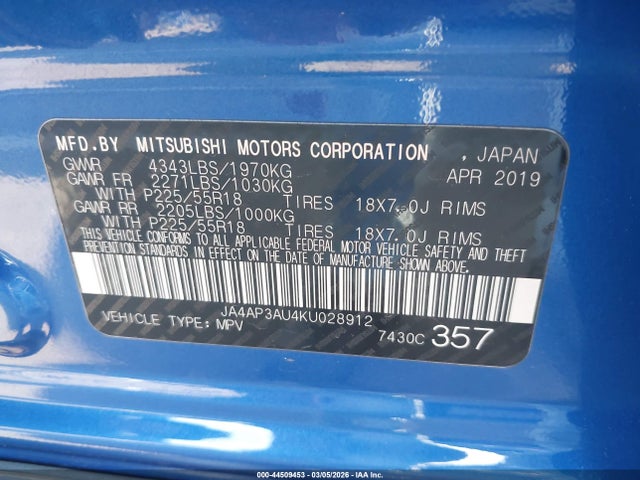 MFD.BY MITSUBISHI MOTORS CORPORATION , JAPAN
GVWR 4343LBS/1970KG APR 2019
GAWR FR 2271LBS/1030KG
WITH P225/55R18 TIRES 18X7.0J RIMS
GAWR RR 2205LBS/1000KG
WITH P225/55R18 TIRES 18X7.0J RIMS
THIS VEHICLE CONFORMS TO ALL APPLICABLE FEDERAL MOTOR VEHICLE SAFETY AND THEFT
PREVENTION STANDARDS IN EFFECT ON THE DATE OF MANUFACTURE SHOWN ABOVE.
JA4AP3AU4KU028912
VEHICLE TYPE: MPV 7430C 357
000-44509453 - 03/05/2026 - IAA Inc.